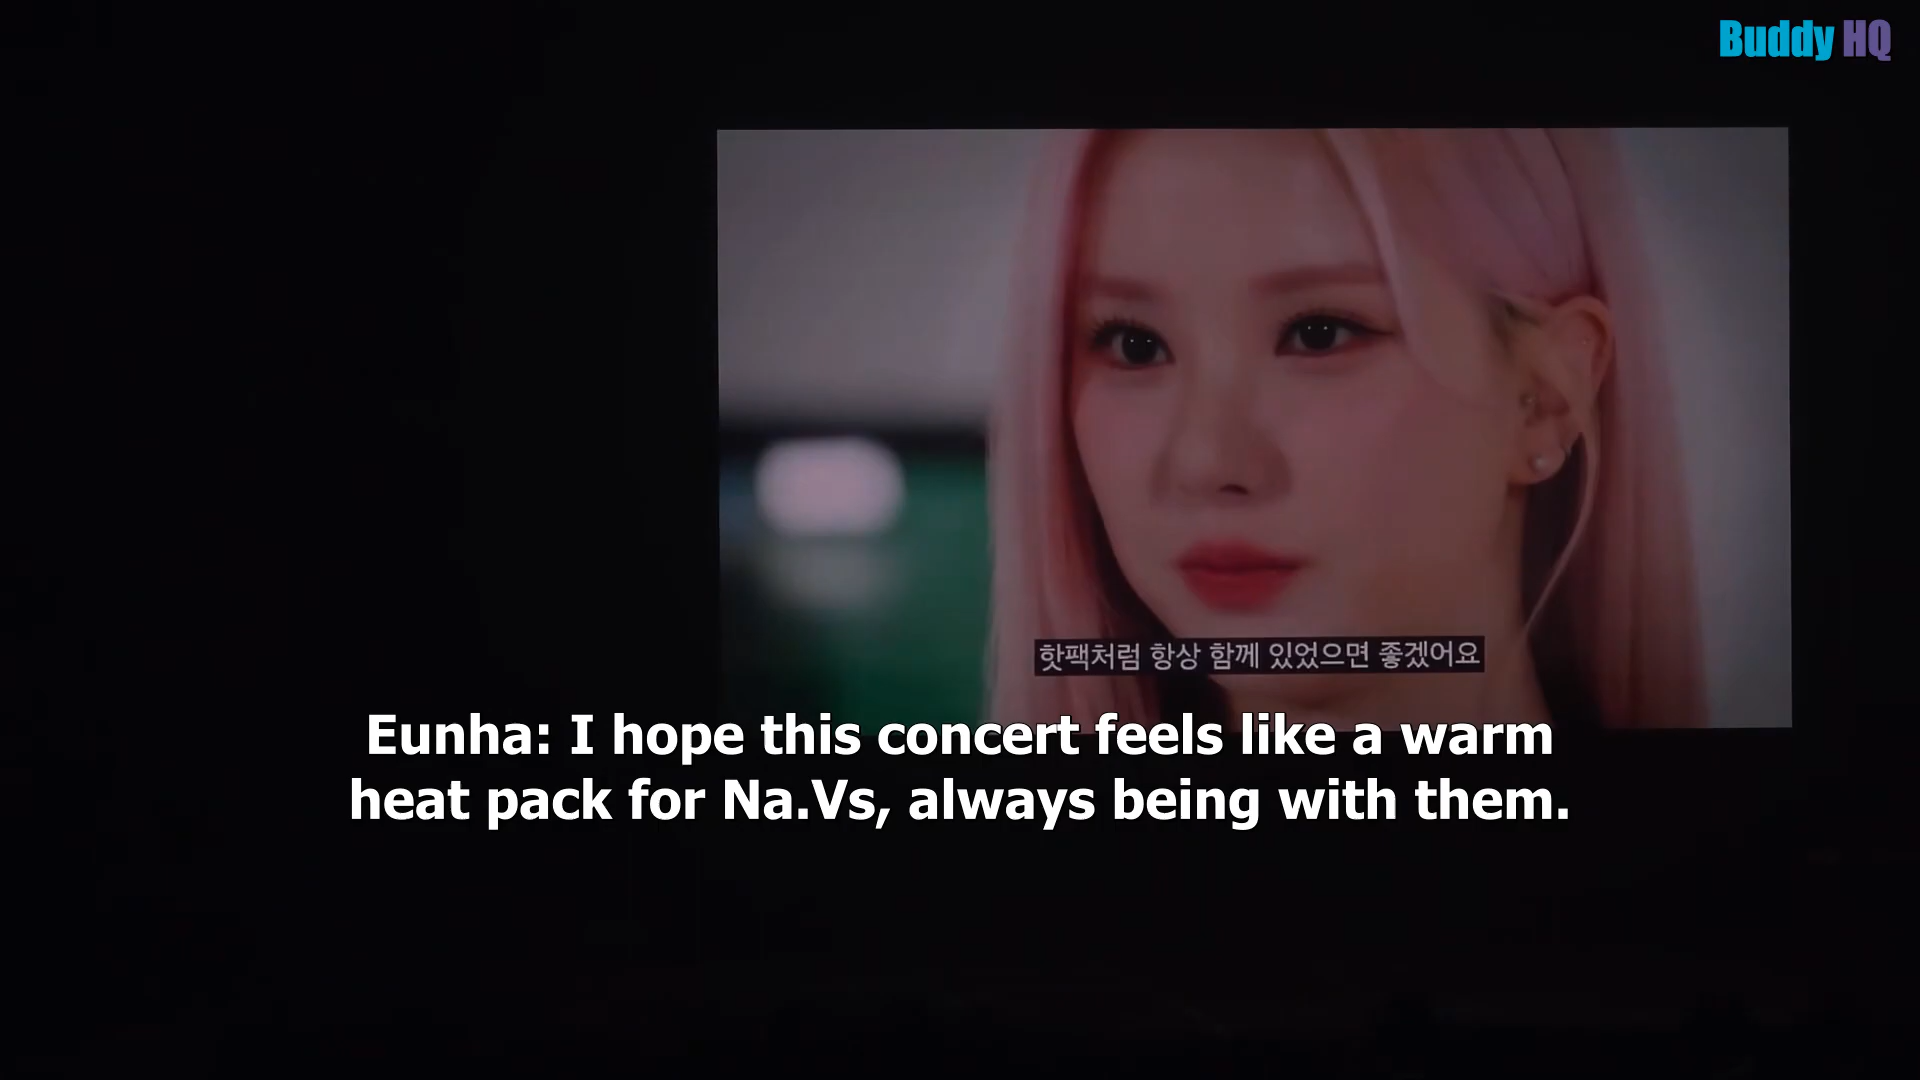 Buddy HQ
핫팩처럼 항상 함께 있었으면 좋겠어요
Eunha: I hope this concert feels like a warm
heat pack for Na.Vs, always being with them.